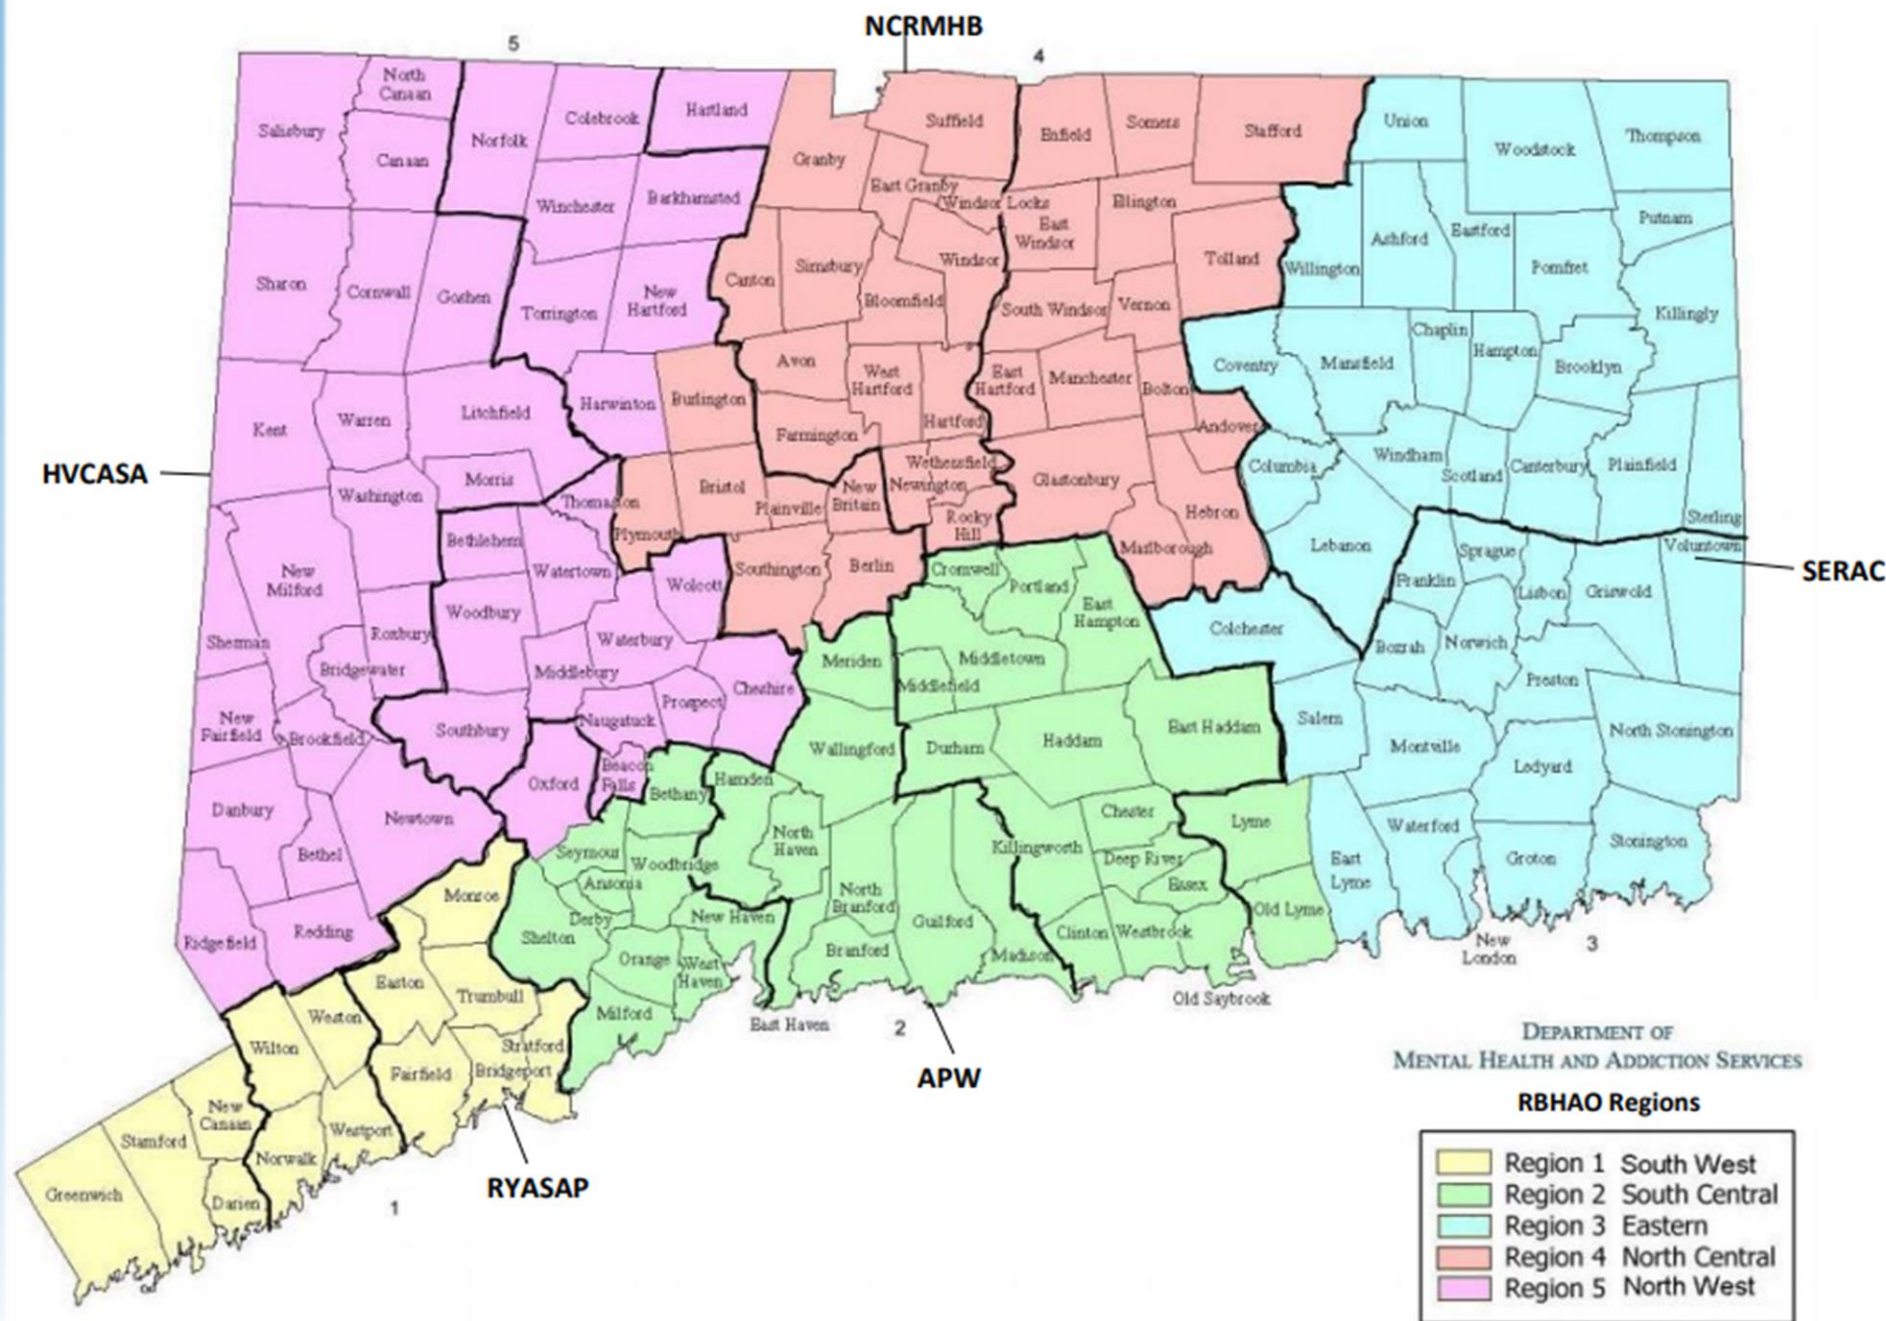 NCRMHB
5
4
North
Canaan
Salisbury
Canaan
Norfolk
Colebrook
Hartland
Winchester
Barkhamsted
Granby
Suffield
East Granby
Windsor Locks
Enfield
Somers
Stafford
Union
Woodstock
Thompson
Ellington
East
Windsor
Tolland
Willington
Ashford
Eastford
Pomfret
Putnam
Killingly
Sharon
Cornwall
Goshen
Torrington
New
Hartford
Canton
Simsbury
Windsor
Bloomfield
South Windsor
Vernon
Coventry
Mansfield
Chaplin
Hampton
Brooklyn
Kent
Warren
Litchfield
Harwinton
Burlington
Avon
West
Hartford
Hartford
East
Hartford
Manchester
Bolton
Andover
Farmington
Columbia
Windham
Scotland
Canterbury
Plainfield
Sterling
HVCASA
Washington
Morris
Thomaston
Plymouth
Bristol
Plainville
New
Britain
Wethersfield
Newington
Rocky
Hill
Glastonbury
Hebron
Marlborough
Lebanon
Sprague
Franklin
Lisbon
Griswold
Voluntown
SERAC
New
Milford
Bethlehem
Watertown
Wolcott
Southington
Berlin
Cromwell
Portland
East
Hampton
Colchester
Bozrah
Norwich
Preston
Sherman
Roxbury
Bridgewater
Woodbury
Waterbury
Middlebury
Cheshire
Meriden
Middletown
Middlefield
Prospect
Naugatuck
New
Fairfield
Brookfield
Southbury
Oxford
Beacon
Falls
Bethany
Hamden
Wallingford
Durham
Haddam
East Haddam
Salem
Montville
Ledyard
North Stonington
Danbury
Bethel
Newtown
Seymour
Woodbridge
Ansonia
Derby
North
Haven
North
Branford
Guilford
Killingworth
Chester
Deep River
Essex
Lyme
Old Lyme
East
Lyme
Waterford
Groton
Stonington
Ridgefield
Redding
Monroe
Shelton
Orange
New Haven
West
Haven
Branford
Madison
Clinton
Westbrook
New
London
3
Old Saybrook
East Haven
2
APW
Easton
Trumbull
Milford
Weston
Wilton
Stratford
Fairfield
Bridgeport
New
Canaan
Stamford
Norwalk
Westport
Greenwich
Darien
1
RYASAP
DEPARTMENT OF
MENTAL HEALTH AND ADDICTION SERVICES
RBHAO Regions
Region 1 South West
Region 2 South Central
Region 3 Eastern
Region 4 North Central
Region 5 North West